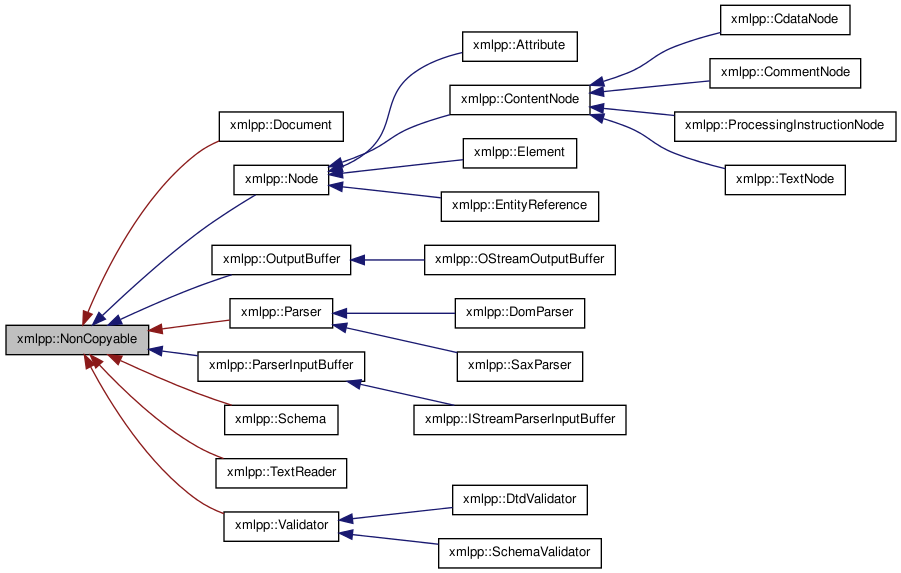 xmlpp::CdataNode
xmlpp::Attribute
xmlpp::CommentNode
xmlpp::ContentNode
xmlpp::Document
xmlpp::ProcessingInstructionNode
xmlpp::Element
xmlpp::Node
xmlpp::TextNode
xmlpp::EntityReference
xmlpp::OutputBuffer
xmlpp::OStreamOutputBuffer
xmlpp::Parser
xmlpp::DomParser
xmlpp::NonCopyable
xmlpp::ParserInputBuffer
xmlpp::SaxParser
xmlpp::Schema
xmlpp::IStreamParserInputBuffer
xmlpp::TextReader
xmlpp::DtdValidator
xmlpp::Validator
xmlpp::SchemaValidator